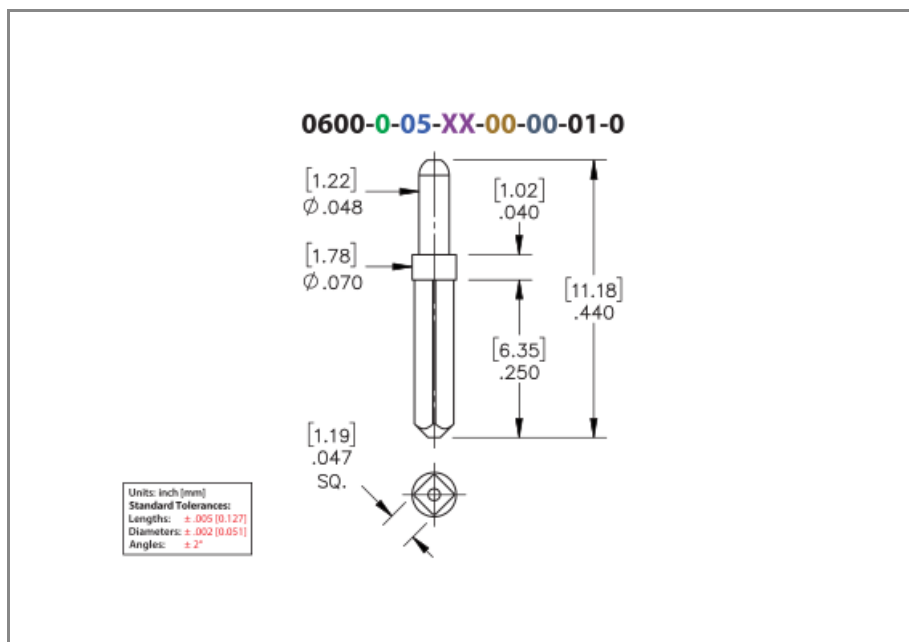 0600-0-05-XX-00-00-01-0
[1.22]
Ø.048
[1.02]
.040
[1.78]
Ø.070
[11.18]
.440
[6.35]
.250
[1.19]
.047
SQ.
Units: inch [mm]
Standard Tolerances:
Lengths: ±.005 [0.127]
Diameters: ±.002 [0.051]
Angles: ± 2°